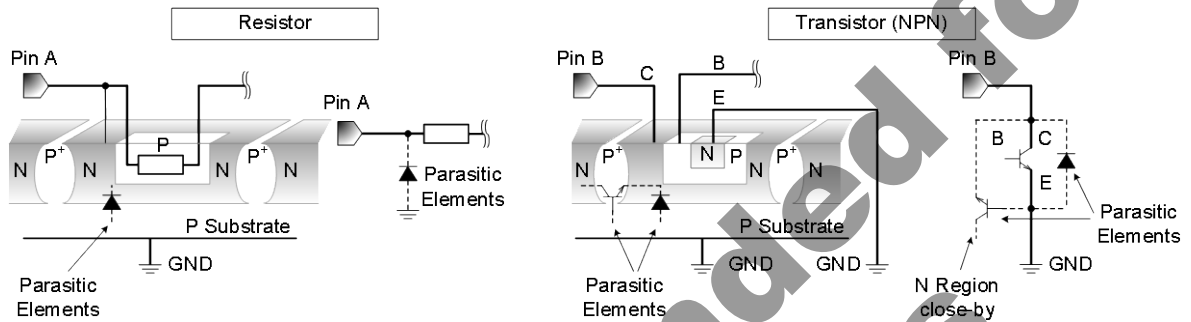 Resistor
Transistor (NPN)
Pin A
Pin B
C
B
E
Pin B
Pin A
P
N
P+
N
N
P+
N
N
P+
N
N
P
P+
N
N
B
C
E
Parasitic
Elements
P Substrate
GND
Parasitic
Elements
P Substrate
GND
GND
Parasitic
Elements
Parasitic
Elements
GND
N Region
close-by